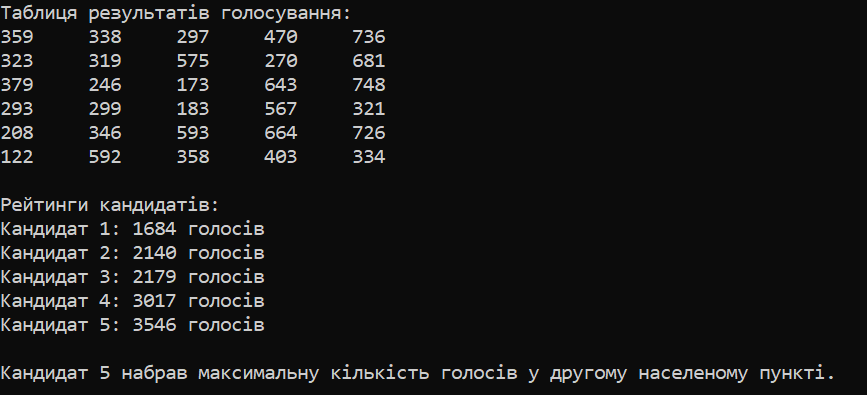 Таблиця результатів голосування:
359 338 297 470 736
323 319 575 270 681
379 246 173 643 748
293 299 183 567 321
208 346 593 664 726
122 592 358 403 334
Рейтинги кандидатів:
Кандидат 1: 1684 голосів
Кандидат 2: 2140 голосів
Кандидат 3: 2179 голосів
Кандидат 4: 3017 голосів
Кандидат 5: 3546 голосів
Кандидат 5 набрав максимальну кількість голосів у другому населеному пункті.